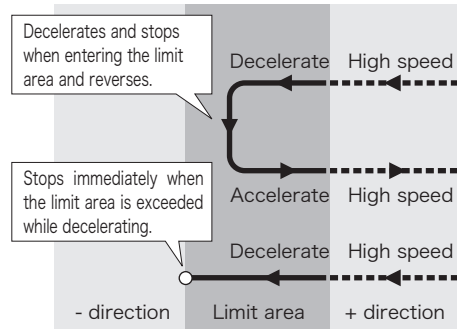 Decelerates and stops
when entering the limit
area and reverses.
Decelerate High speed
Accelerate High speed
Stops immediately when
the limit area is exceeded
while decelerating.
Decelerate High speed
- direction Limit area + direction